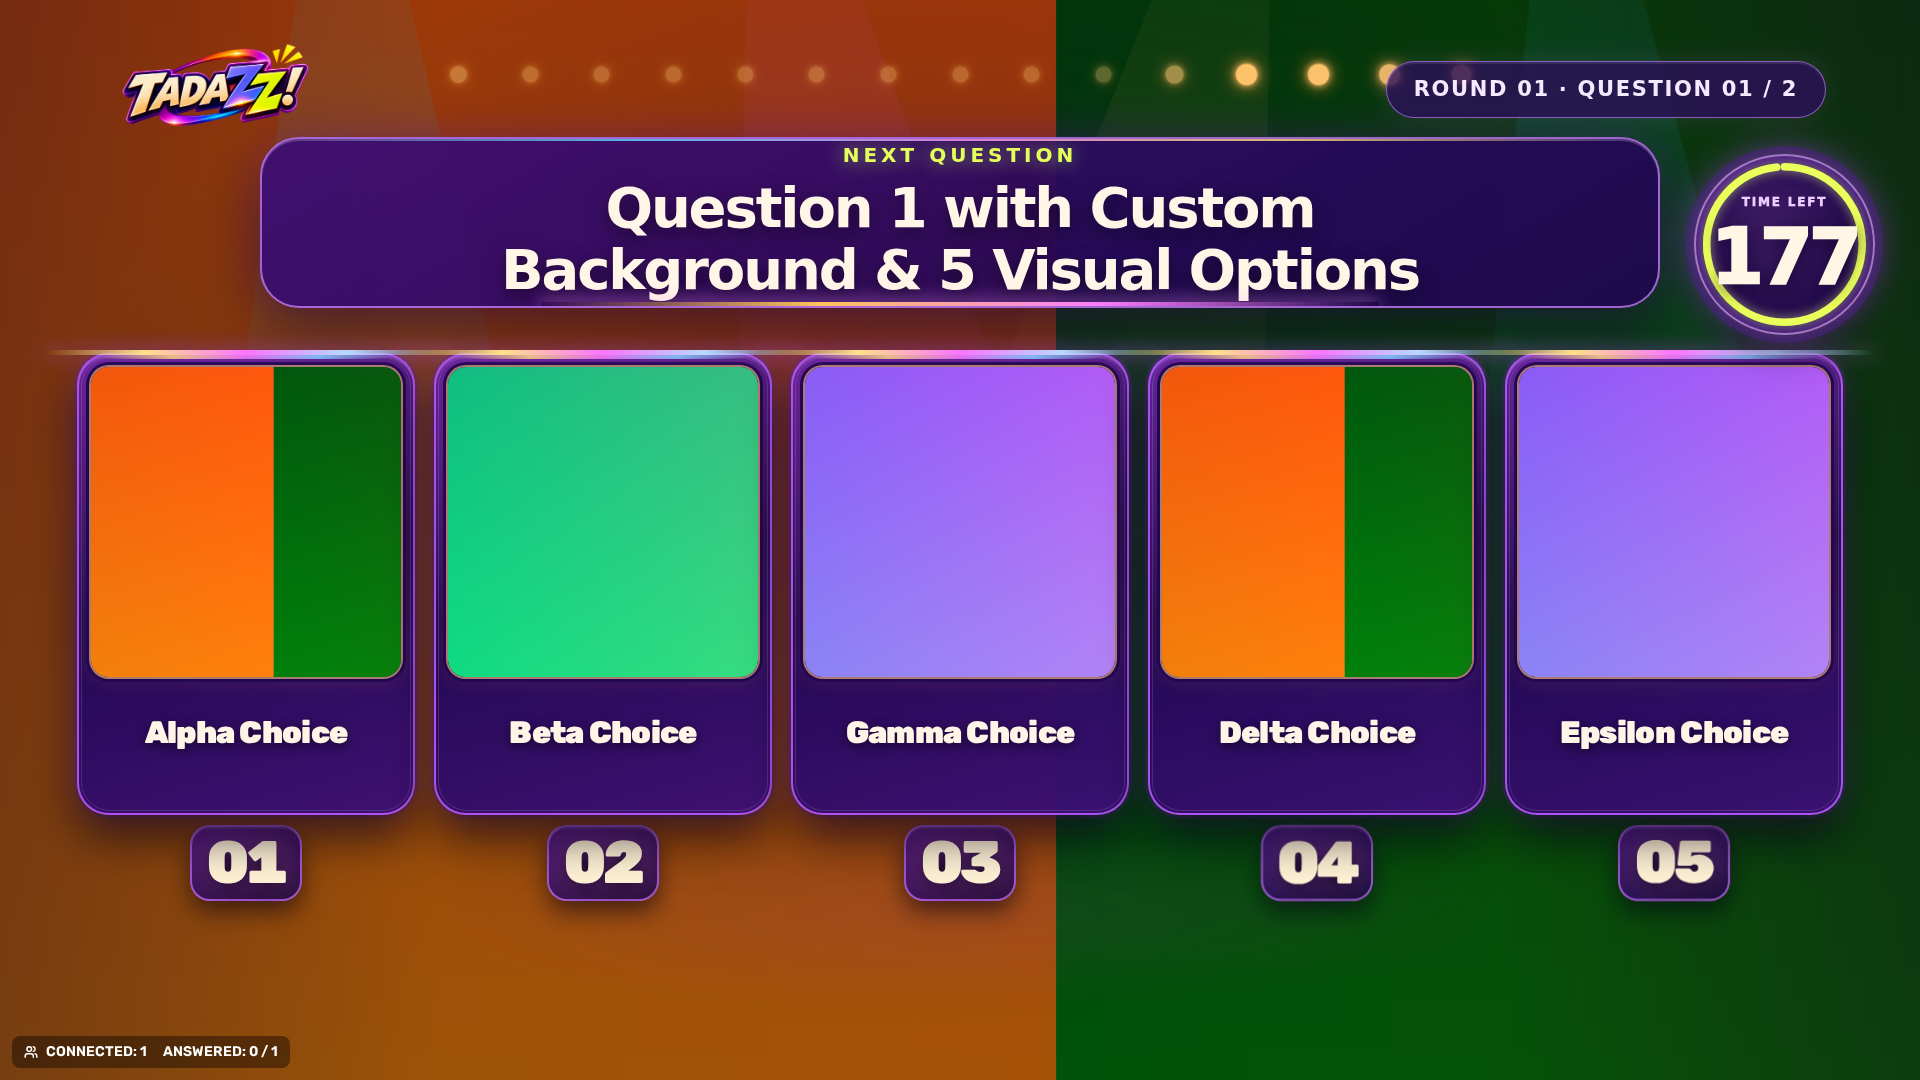 TADAZZ!
ROUND 01 · QUESTION 01 / 2
NEXT QUESTION
Question 1 with Custom
Background & 5 Visual Options
TIME LEFT
177
Alpha Choice
Beta Choice
Gamma Choice
Delta Choice
Epsilon Choice
01
02
03
04
05
CONNECTED: 1 ANSWERED: 0 / 1